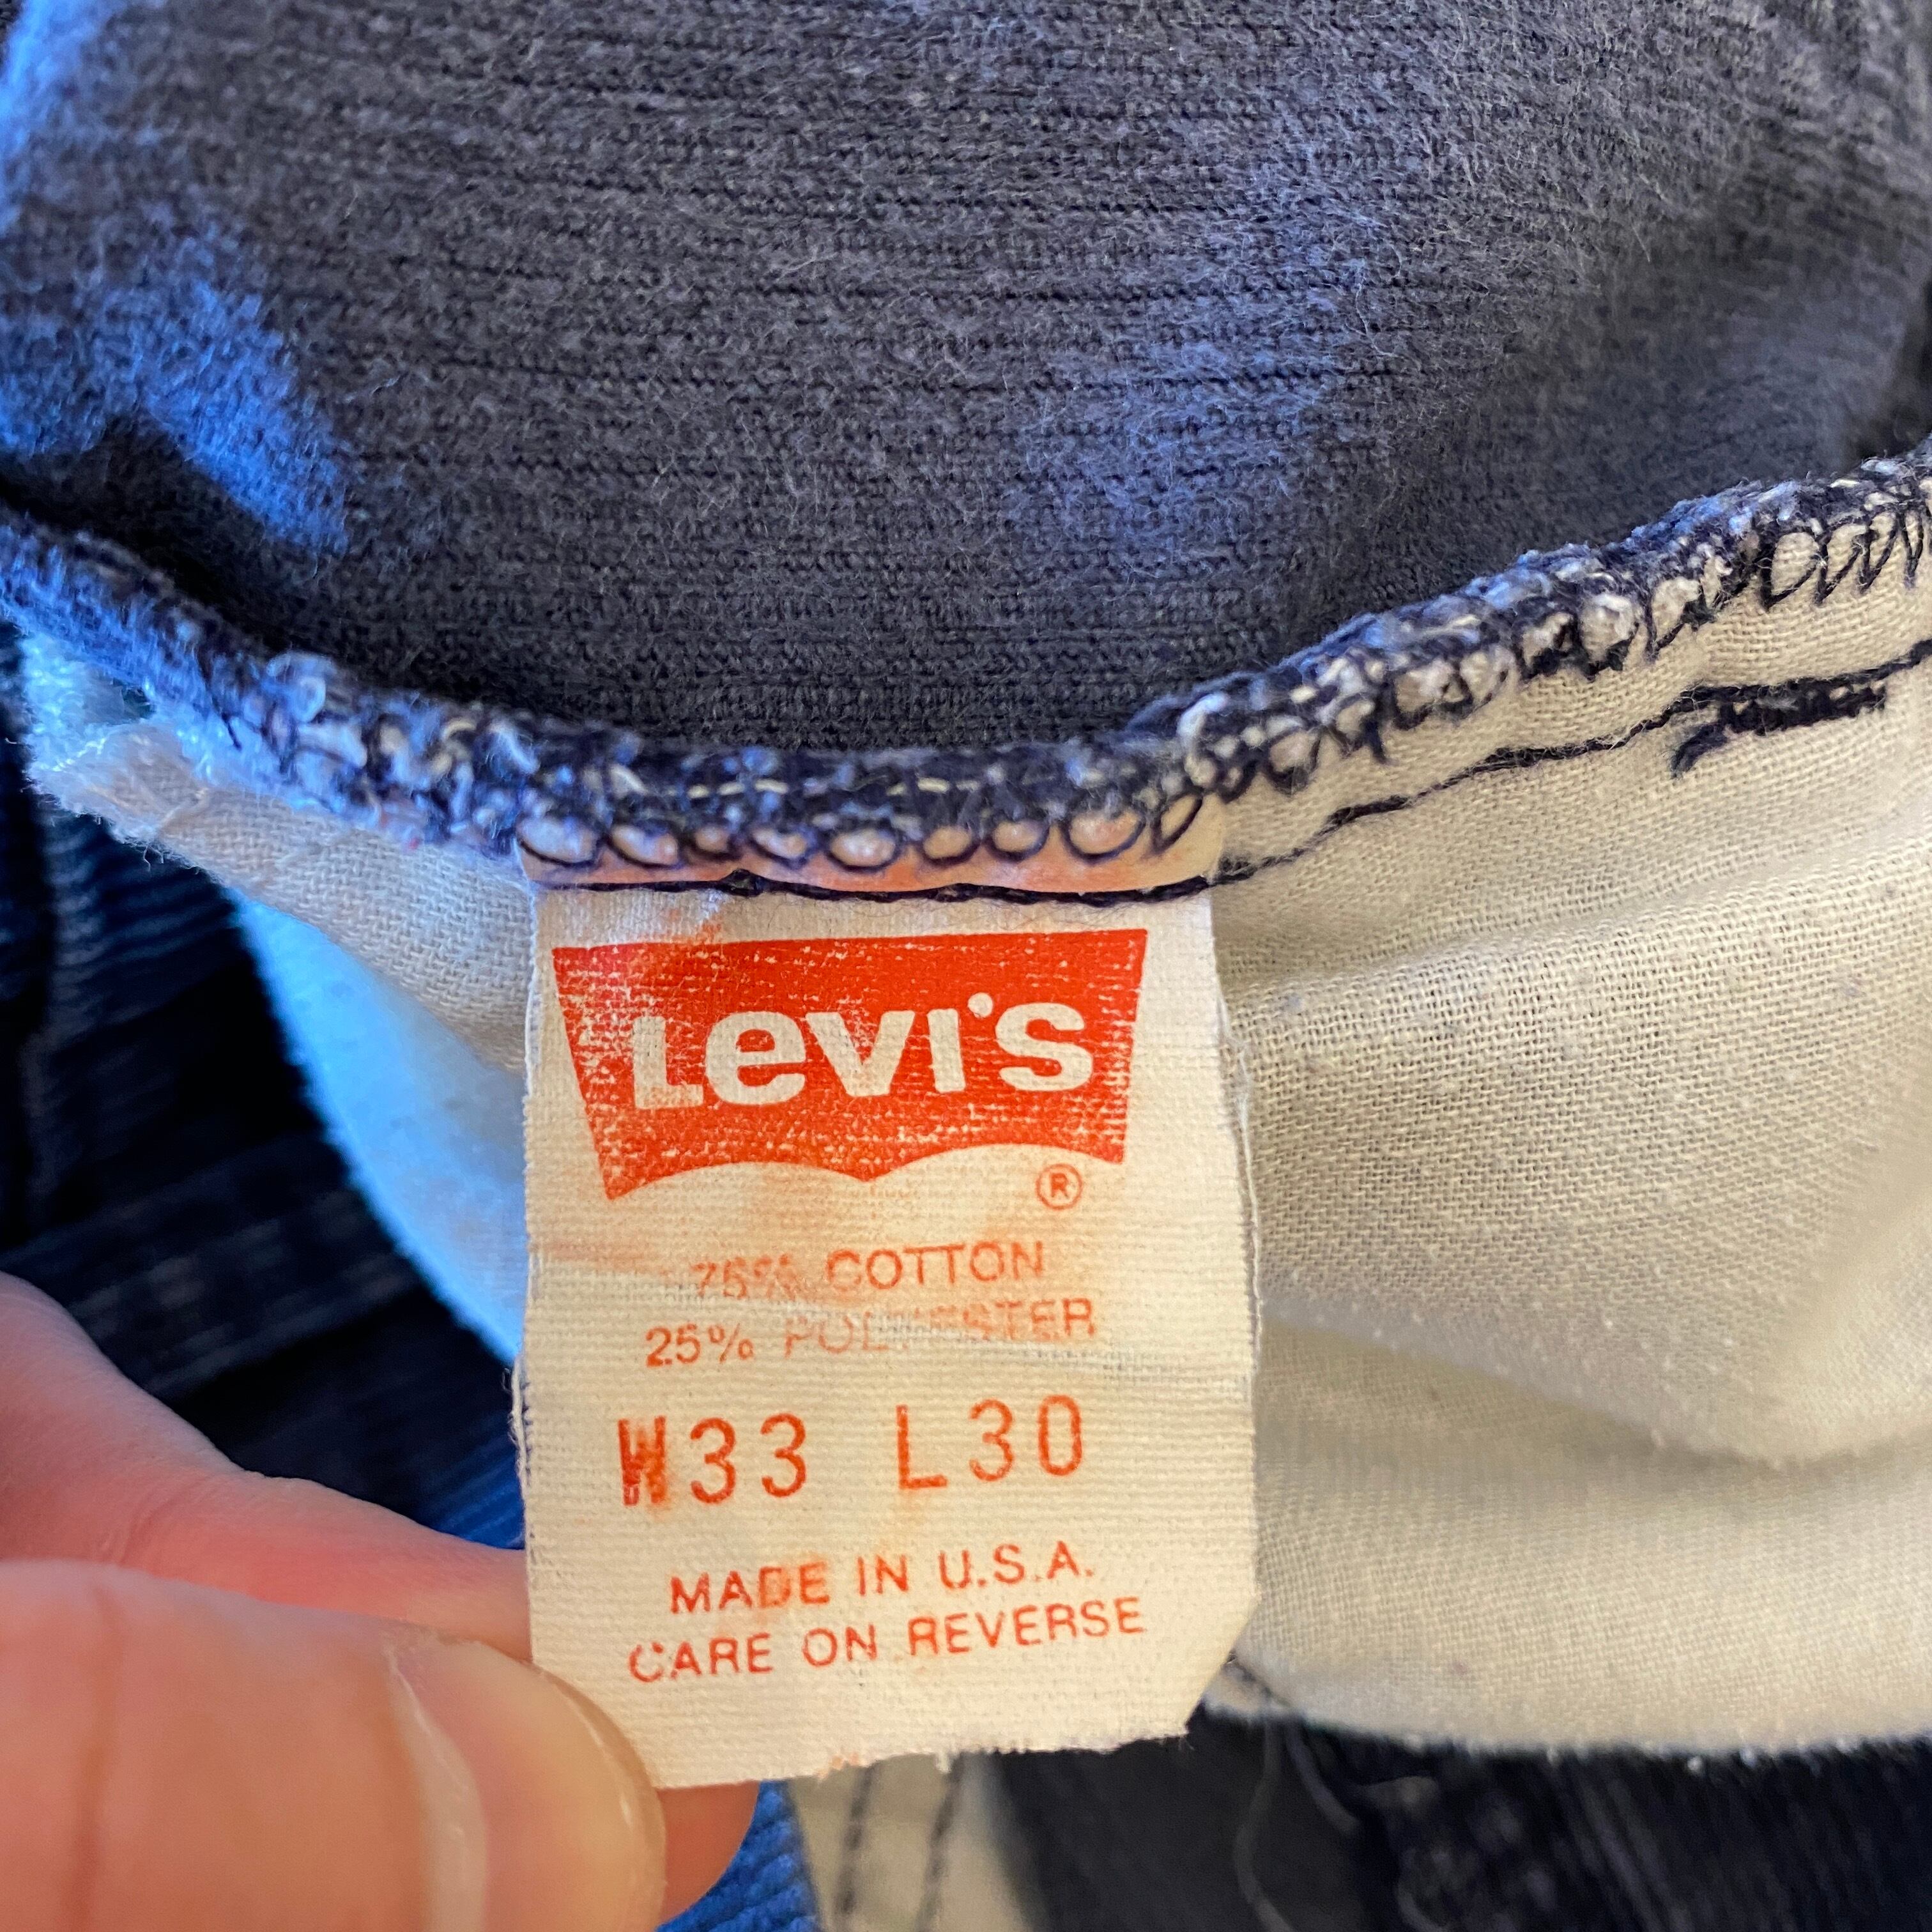 Levi's
®
75% COTTON
25% POLYESTER
W33 L30
MADE IN U.S.A.
CARE ON REVERSE